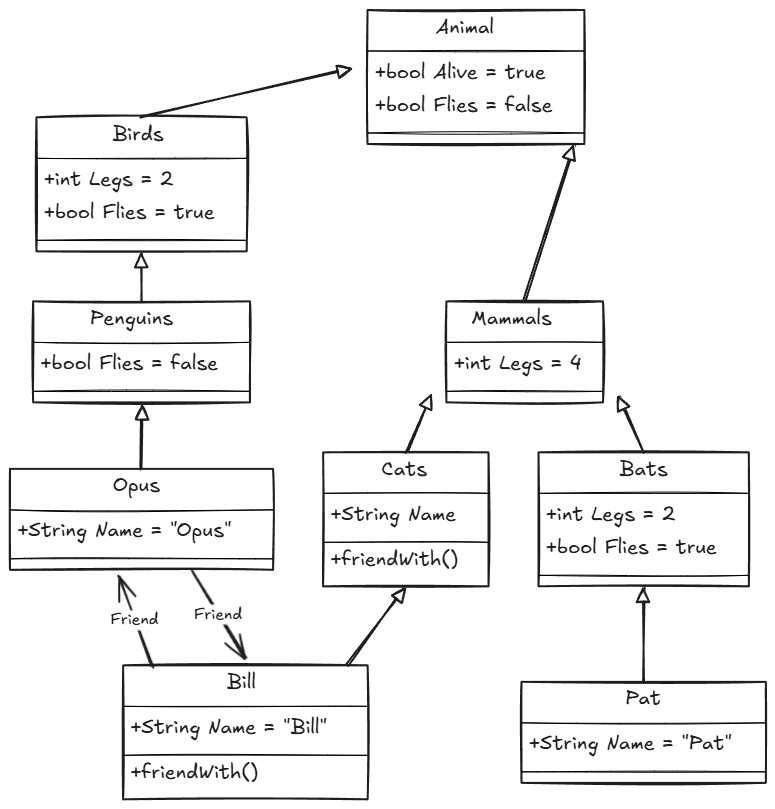 Animal
+bool Alive = true
+bool Flies = false
Birds
+int Legs = 2
+bool Flies = true
Penguins
+bool Flies = false
Mammals
+int Legs = 4
Opus
+String Name = "Opus"
Cats
+String Name
+friendWith()
Bats
+int Legs = 2
+bool Flies = true
Friend
Friend
Bill
+String Name = "Bill"
+friendWith()
Pat
+String Name = "Pat"